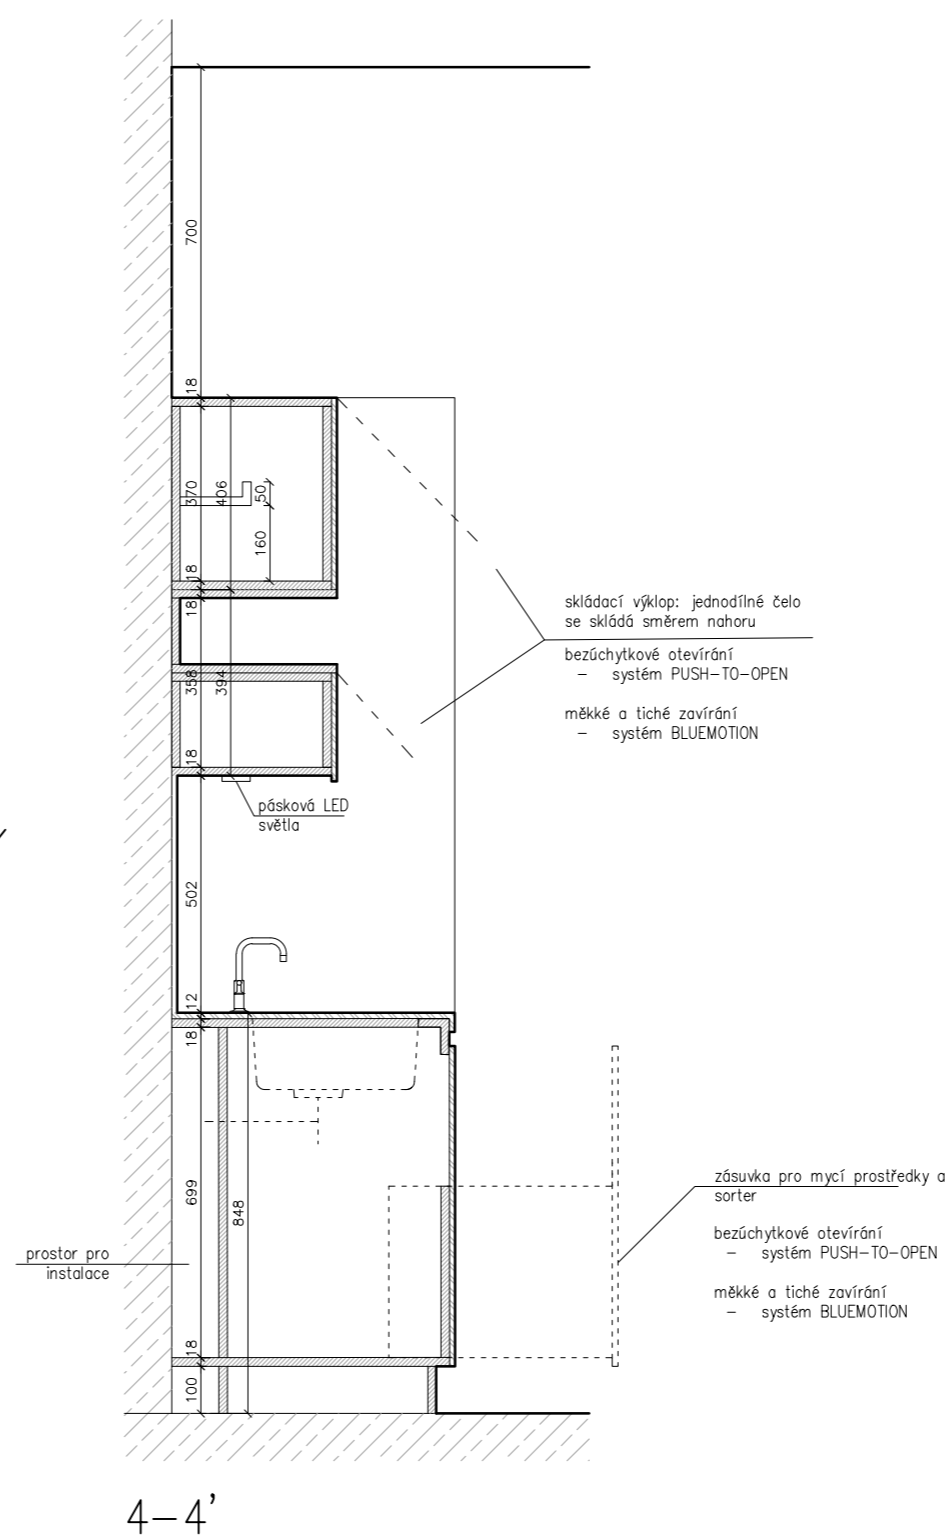 700
18
370
406
50
160
18
18
skládací výklop: jednodílné čelo
se skládá směrem nahoru
bezúchytkové otevírání
– systém PUSH–TO–OPEN
měkké a tiché zavírání
– systém BLUEMOTION
358
394
18
pásková LED
světla
502
12
18
699
848
prostor pro
instalace
zásuvka pro mycí prostředky a
sorter
bezúchytkové otevírání
– systém PUSH–TO–OPEN
měkké a tiché zavírání
– systém BLUEMOTION
18
100
4–4'